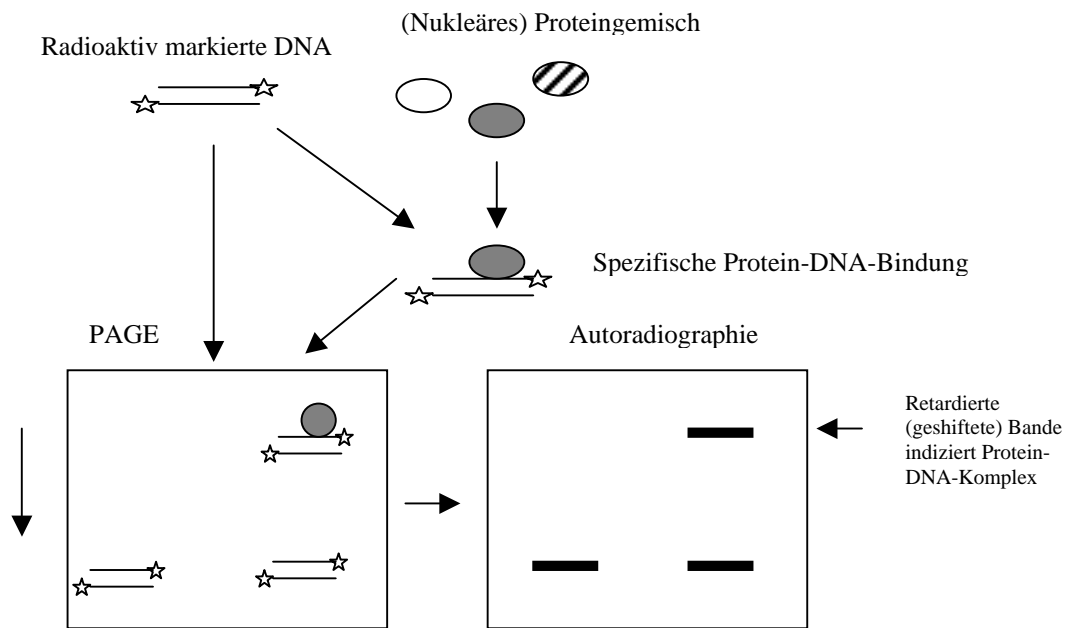 (Nukleäres) Proteingemisch
Radioaktiv markierte DNA
Spezifische Protein-DNA-Bindung
PAGE
Autoradiographie
Retardierte
(geshiftete) Bande
indiziert Protein-
DNA-Komplex